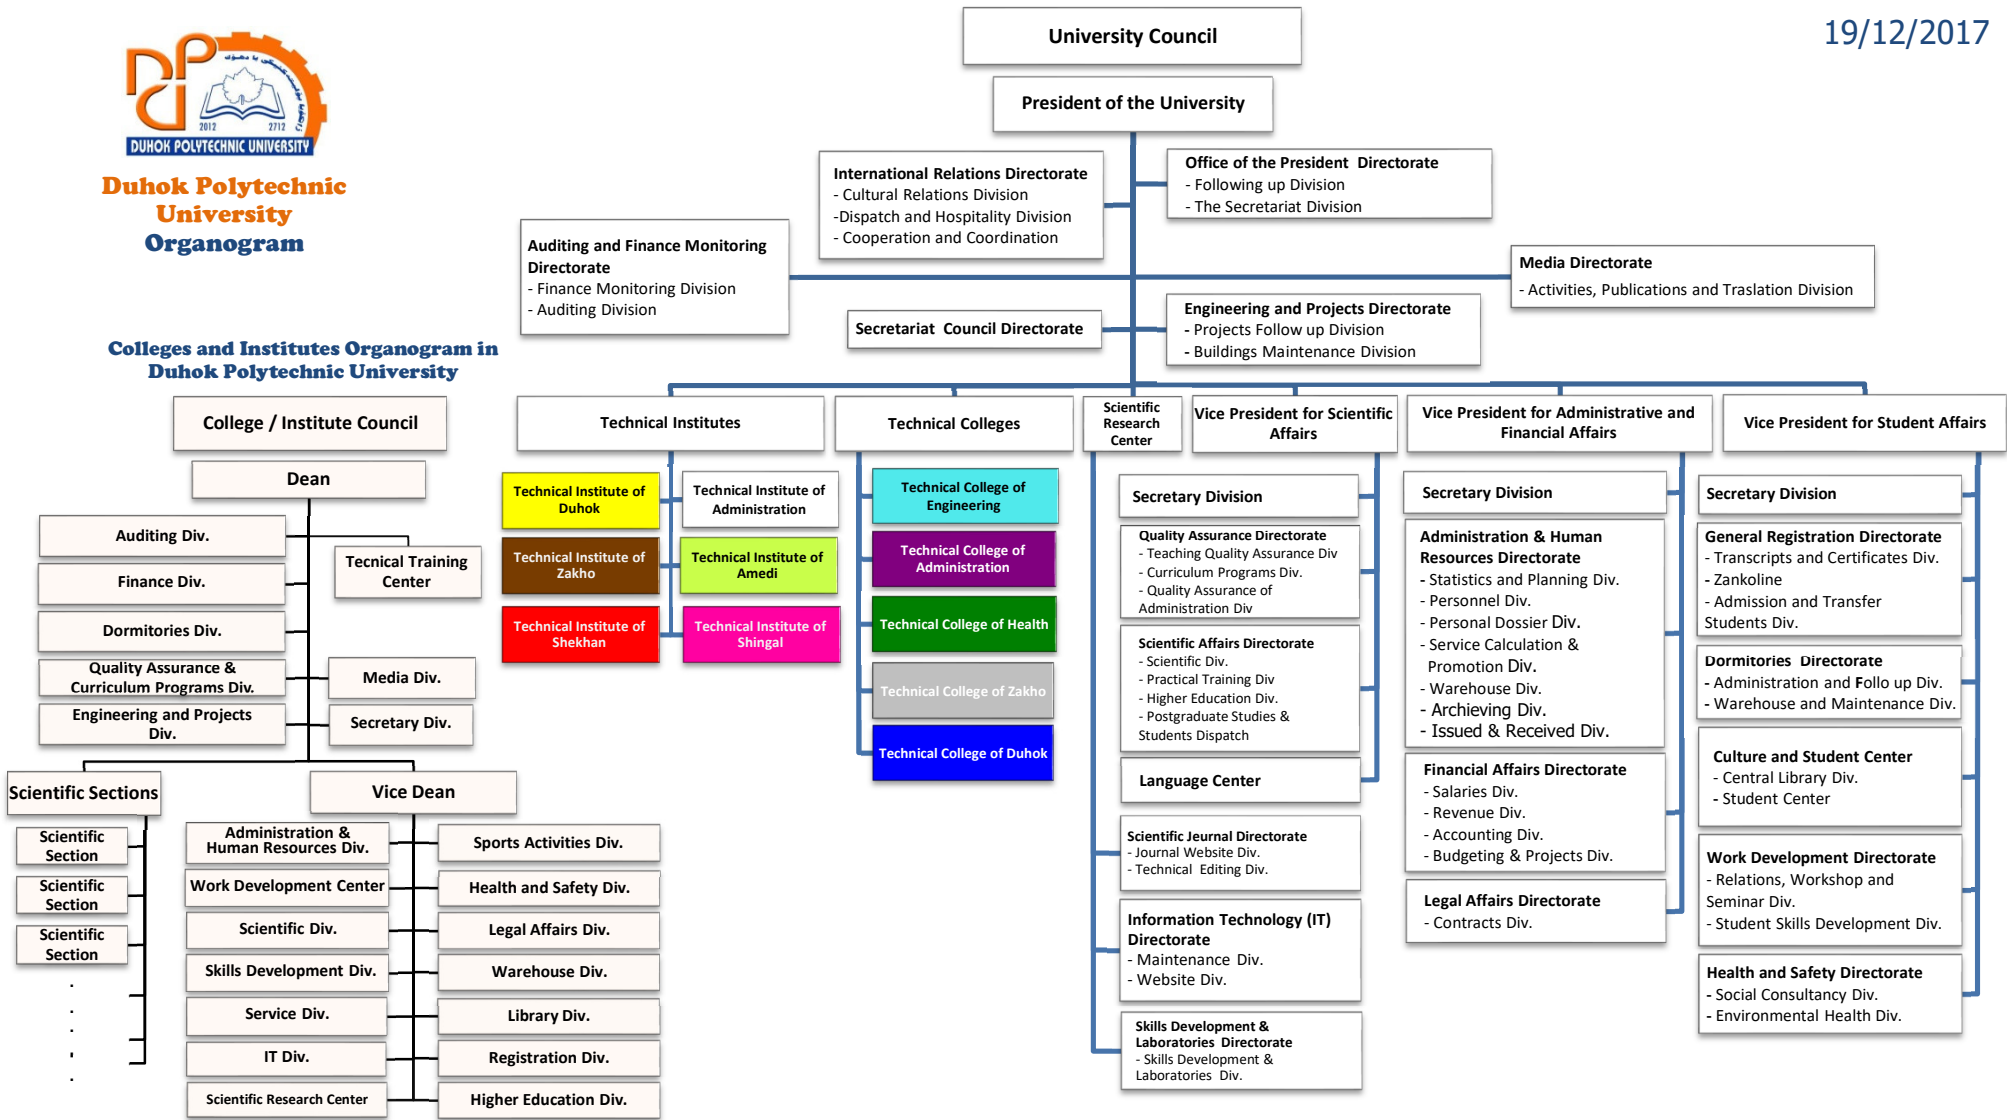 19/12/2017
2012
2712
DUHOK POLYTECHNIC UNIVERSITY
Duhok Polytechnic
University
Organogram
University Council
President of the University
International Relations Directorate
- Cultural Relations Division
-Dispatch and Hospitality Division
- Cooperation and Coordination
Office of the President Directorate
- Following up Division
- The Secretariat Division
Auditing and Finance Monitoring
Directorate
- Finance Monitoring Division
- Auditing Division
Media Directorate
- Activities, Publications and Traslation Division
Secretariat Council Directorate
Engineering and Projects Directorate
- Projects Follow up Division
- Buildings Maintenance Division
Colleges and Institutes Organogram in
Duhok Polytechnic University
College / Institute Council
Dean
Auditing Div.
Tecnical Training
Center
Finance Div.
Dormitories Div.
Quality Assurance &
Curriculum Programs Div.
Media Div.
Engineering and Projects
Div.
Secretary Div.
Scientific Sections
Scientific
Section
Scientific
Section
Scientific
Section
.
.
.
.
.
Vice Dean
Administration &
Human Resources Div.
Sports Activities Div.
Work Development Center
Health and Safety Div.
Scientific Div.
Legal Affairs Div.
Skills Development Div.
Warehouse Div.
Service Div.
Library Div.
IT Div.
Registration Div.
Scientific Research Center
Higher Education Div.
Technical Institutes
Technical Institute of
Duhok
Technical Institute of
Administration
Technical Institute of
Zakho
Technical Institute of
Amedi
Technical Institute of
Shekhan
Technical Institute of
Shingal
Technical Colleges
Technical College of
Engineering
Technical College of
Administration
Technical College of Health
Technical College of Zakho
Technical College of Duhok
Scientific
Research
Center
Vice President for Scientific
Affairs
Secretary Division
Quality Assurance Directorate
- Teaching Quality Assurance Div
- Curriculum Programs Div.
- Quality Assurance of
Administration Div
Scientific Affairs Directorate
- Scientific Div.
- Practical Training Div
- Higher Education Div.
- Postgraduate Studies &
Students Dispatch
Language Center
Scientific Jeurnal Directorate
- Journal Website Div.
- Technical Editing Div.
Information Technology (IT)
Directorate
- Maintenance Div.
- Website Div.
Skills Development &
Laboratories Directorate
- Skills Development &
Laboratories Div.
Vice President for Administrative and
Financial Affairs
Secretary Division
Administration & Human
Resources Directorate
- Statistics and Planning Div.
- Personnel Div.
- Personal Dossier Div.
- Service Calculation &
Promotion Div.
- Warehouse Div.
- Archieving Div.
- Issued & Received Div.
Financial Affairs Directorate
- Salaries Div.
- Revenue Div.
- Accounting Div.
- Budgeting & Projects Div.
Legal Affairs Directorate
- Contracts Div.
Vice President for Student Affairs
Secretary Division
General Registration Directorate
- Transcripts and Certificates Div.
- Zankoline
- Admission and Transfer
Students Div.
Dormitories Directorate
- Administration and Follo up Div.
- Warehouse and Maintenance Div.
Culture and Student Center
- Central Library Div.
- Student Center
Work Development Directorate
- Relations, Workshop and
Seminar Div.
- Student Skills Development Div.
Health and Safety Directorate
- Social Consultancy Div.
- Environmental Health Div.